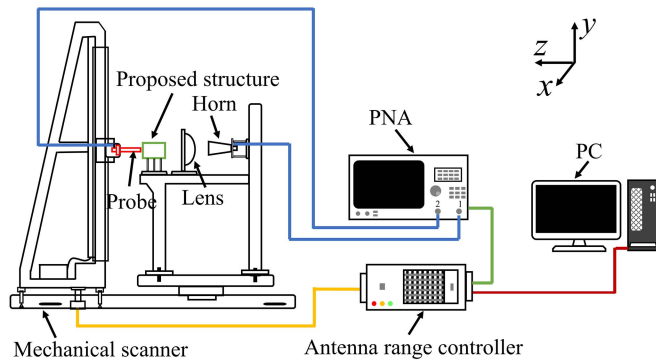 Proposed structure
Horn
Probe
Lens
PNA
2
1
PC
y
z
x
Mechanical scanner
Antenna range controller